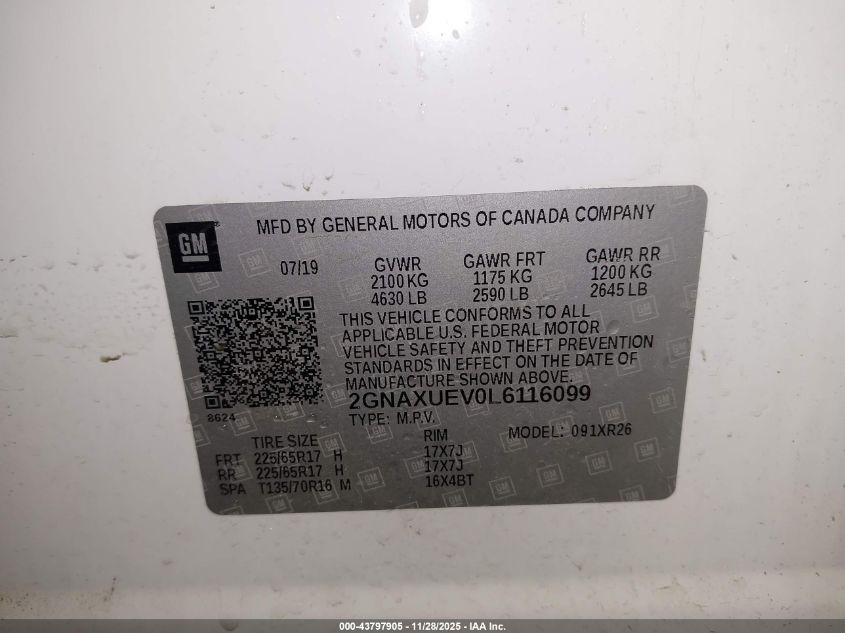 GM
MFD BY GENERAL MOTORS OF CANADA COMPANY
07/19 GVWR GAWR FRT GAWR RR
2100 KG 1175 KG 1200 KG
4630 LB 2590 LB 2645 LB
THIS VEHICLE CONFORMS TO ALL
APPLICABLE U.S. FEDERAL MOTOR
VEHICLE SAFETY AND THEFT PREVENTION
STANDARDS IN EFFECT ON THE DATE OF
MANUFACTURE SHOWN ABOVE.
2GNAXUEV0L6116099
8624
TYPE: M.P.V. MODEL: 091XR26
TIRE SIZE RIM
FRT 225/65R17 H 17X7J
RR 225/65R17 H 17X7J
SPA T135/70R16 M 16X4BT
000-43797905 - 11/28/2025 - IAA Inc.